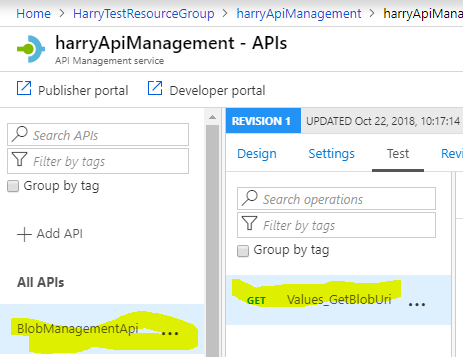 Home > HarryTestResourceGroup > harryApiManagement > harryApiMana
harryApiManagement - APIs
API Management service
Publisher portal Developer portal
Search APIs
Filter by tags
Group by tag
+ Add API
All APIs
BlobManagementApi ...
REVISION 1 UPDATED Oct 22, 2018, 10:17:14
Design Settings Test Revi
Search operations
Filter by tags
Group by tag
GET Values_GetBlobUri ...